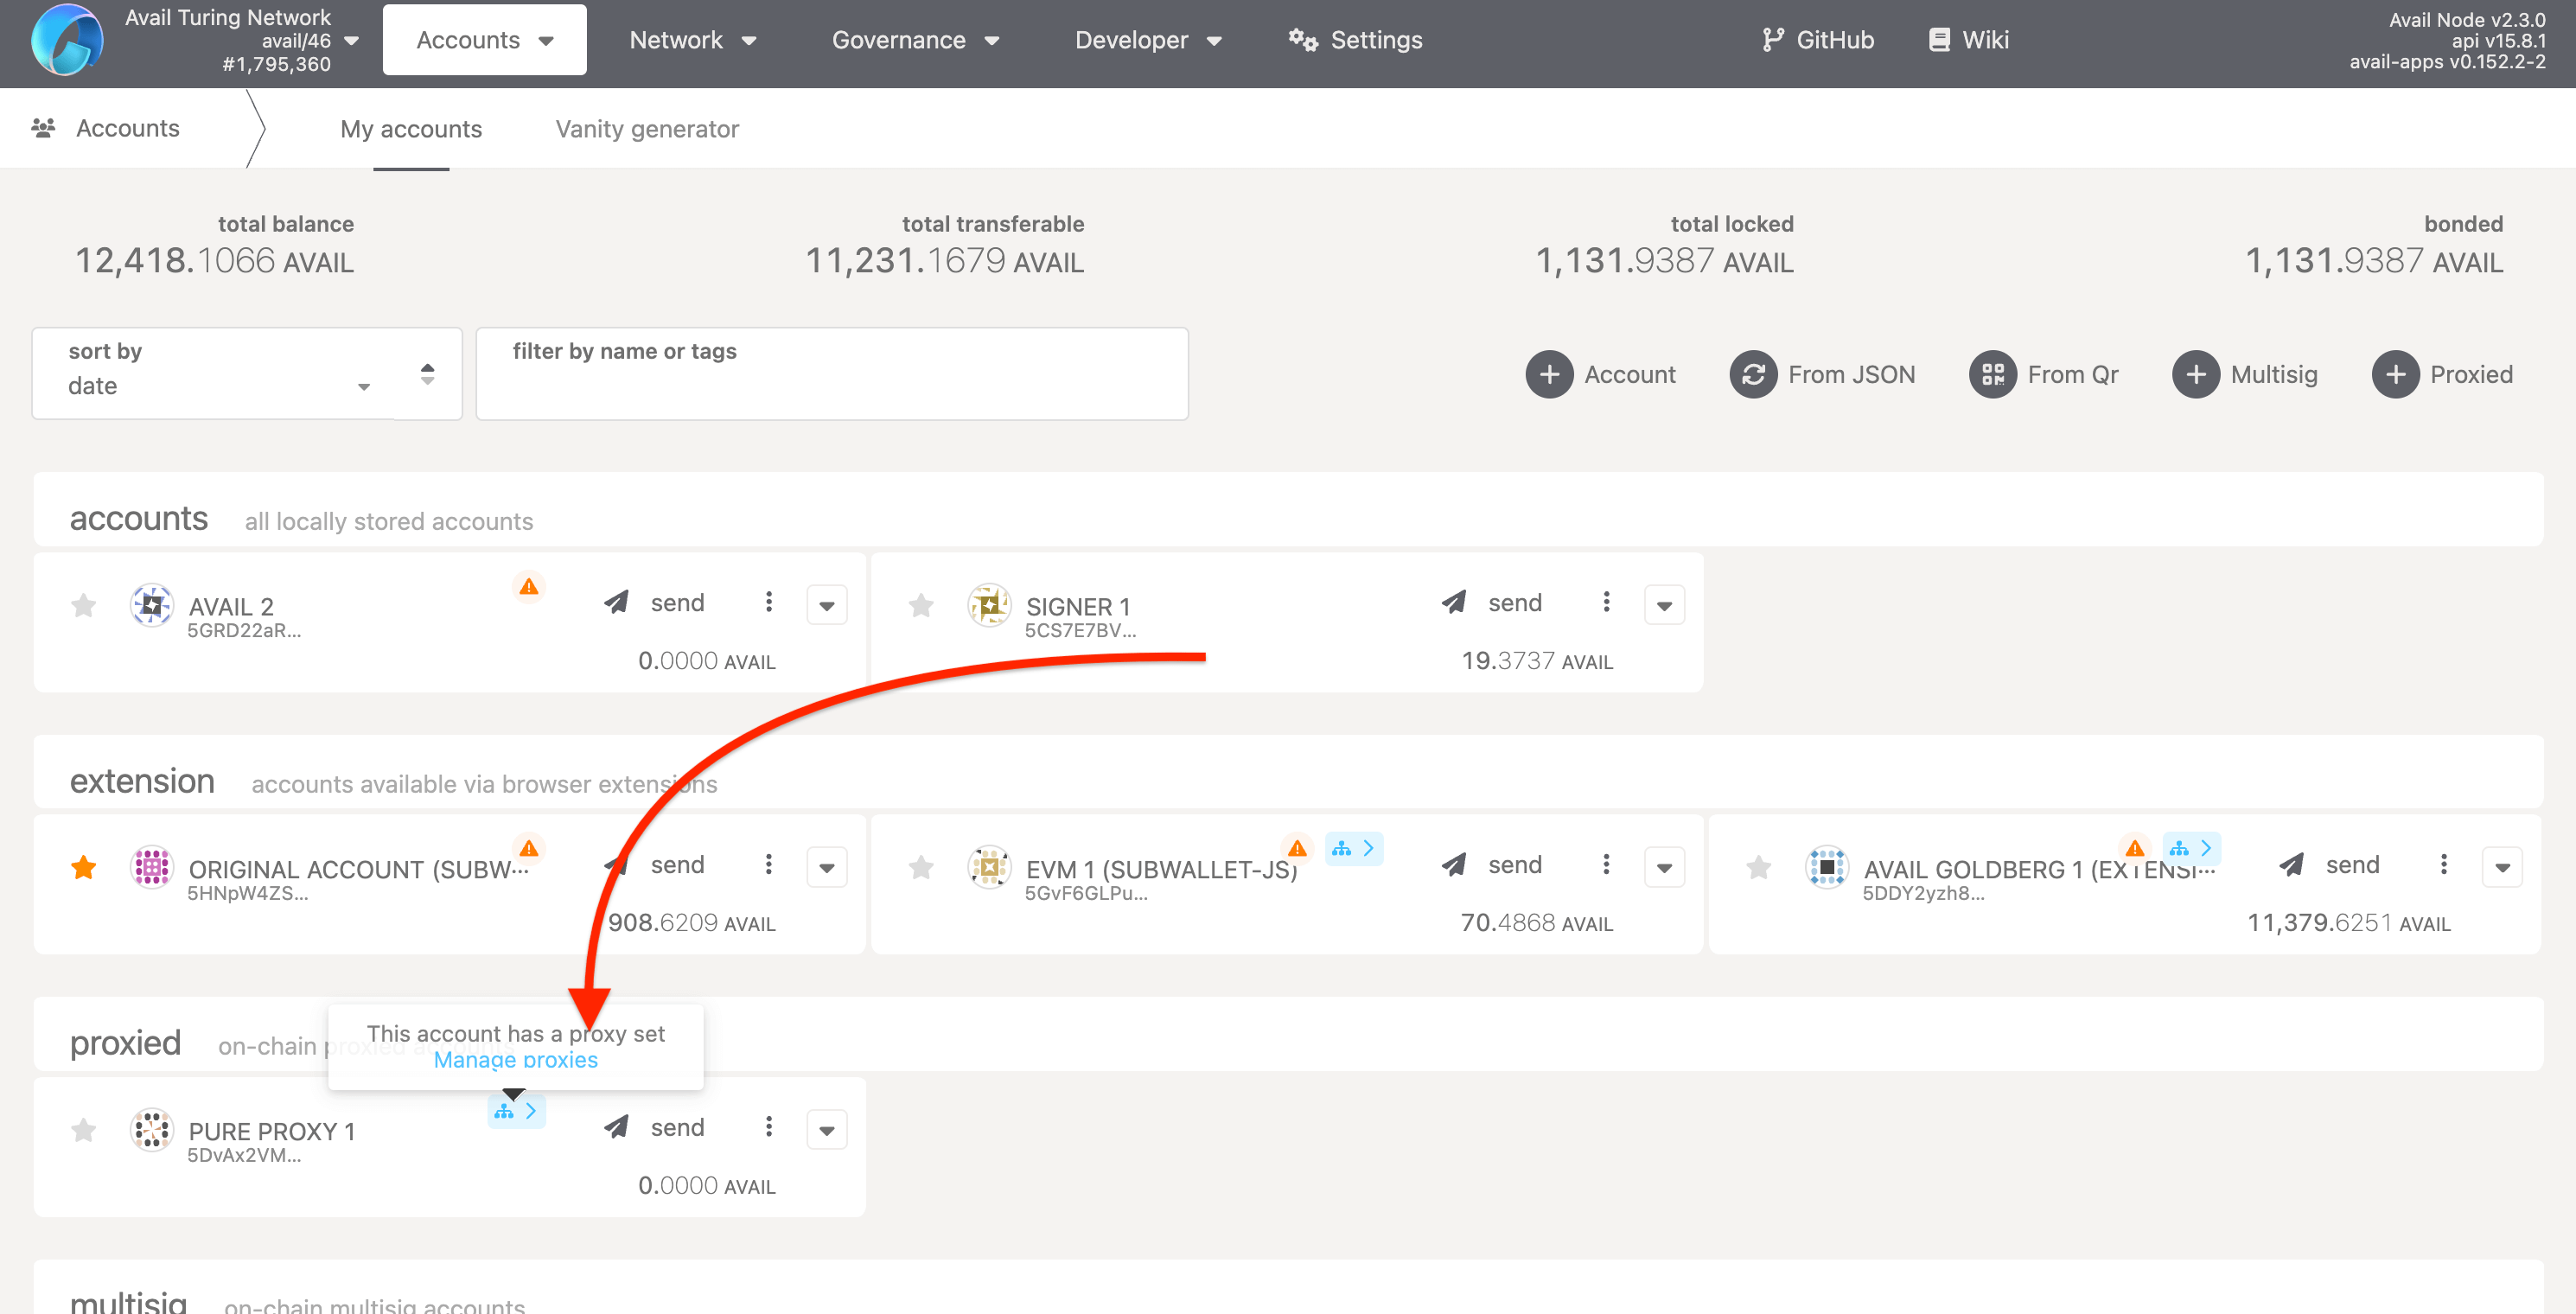 Avail Turing Network
avail/46
#1,795,360
Accounts
Network
Governance
Developer
Settings
GitHub
Wiki
Avail Node v2.3.0
api v15.8.1
avail-apps v0.152.2-2
Accounts
My accounts
Vanity generator
total balance
12,418.1066 AVAIL
total transferable
11,231.1679 AVAIL
total locked
1,131.9387 AVAIL
bonded
1,131.9387 AVAIL
sort by
date
filter by name or tags
Account
From JSON
From Qr
Multisig
Proxied
accounts all locally stored accounts
AVAIL 2
5GRD22aR...
send
0.0000 AVAIL
SIGNER 1
5CS7E7BV...
send
19.3737 AVAIL
extension accounts available via browser extensions
ORIGINAL ACCOUNT (SUBW...
5HNpW4ZS...
send
908.6209 AVAIL
EVM 1 (SUBWALLET-JS)
5GvF6GLPu...
send
70.4868 AVAIL
AVAIL GOLDBERG 1 (EXTENSI...
5DDY2yzh8...
send
11,379.6251 AVAIL
proxied on-chain proxied accounts
This account has a proxy set
Manage proxies
PURE PROXY 1
5DvAx2VM...
send
0.0000 AVAIL
multisig on-chain multisig accounts